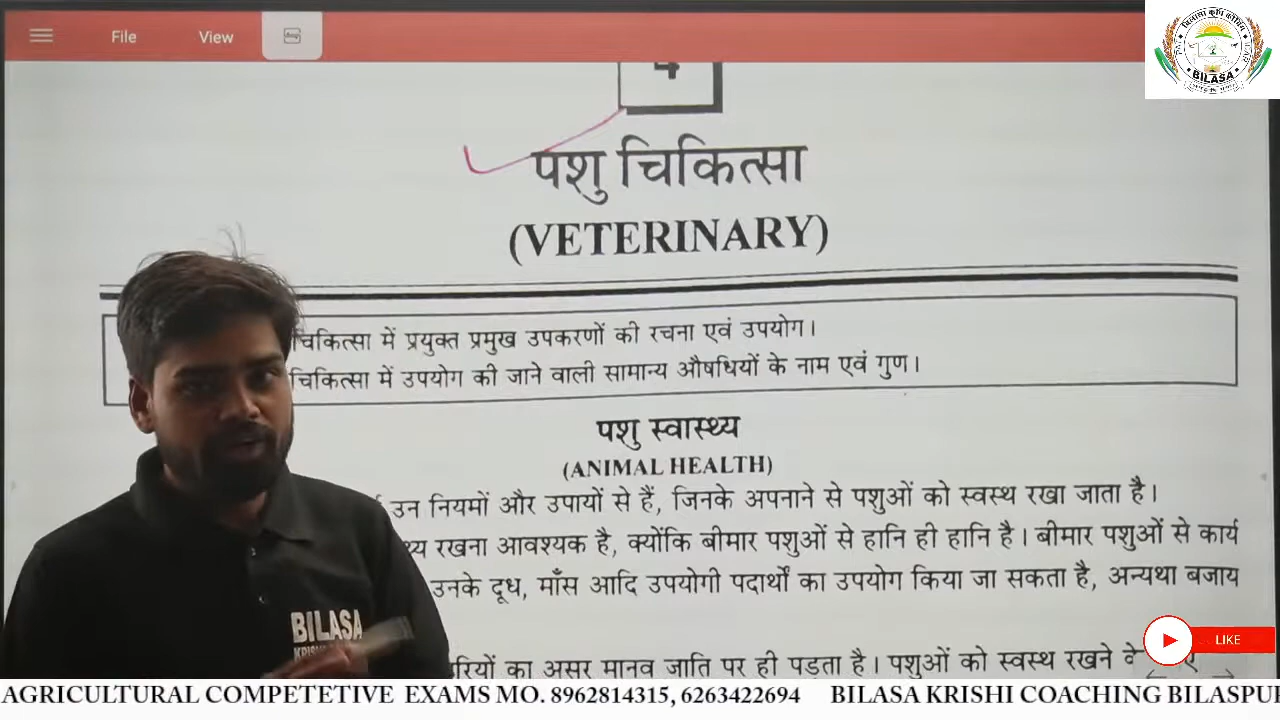 File View
4
पशु चिकित्सा
(VETERINARY)
चिकित्सा में प्रयुक्त प्रमुख उपकरणों की रचना एवं उपयोग।
चिकित्सा में उपयोग की जाने वाली सामान्य औषधियों के नाम एवं गुण।
पशु स्वास्थ्य
(ANIMAL HEALTH)
उन नियमों और उपायों से हैं, जिनके अपनाने से पशुओं को स्वस्थ रखा जाता है।
रखना आवश्यक है, क्योंकि बीमार पशुओं से हानि ही हानि है। बीमार पशुओं से कार्य
उनके दूध, माँस आदि उपयोगी पदार्थों का उपयोग किया जा सकता है, अन्यथा बजाय
का असर मानव जाति पर ही पड़ता है। पशुओं को स्वस्थ रखने
BILASA
BILASA
LIKE
AGRICULTURAL COMPETETIVE EXAMS MO. 8962814315, 6263422694 BILASA KRISHI COACHING BILASPUR